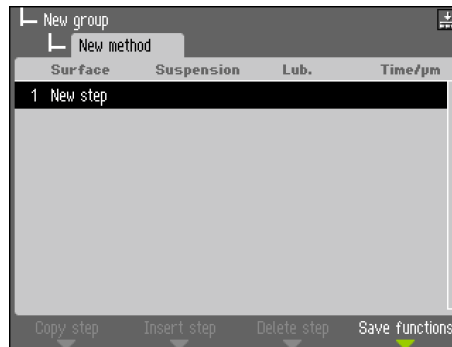 New group
New method
Surface Suspension Lub. Time/µm
1 New step
Copy step Insert step Delete step Save functions